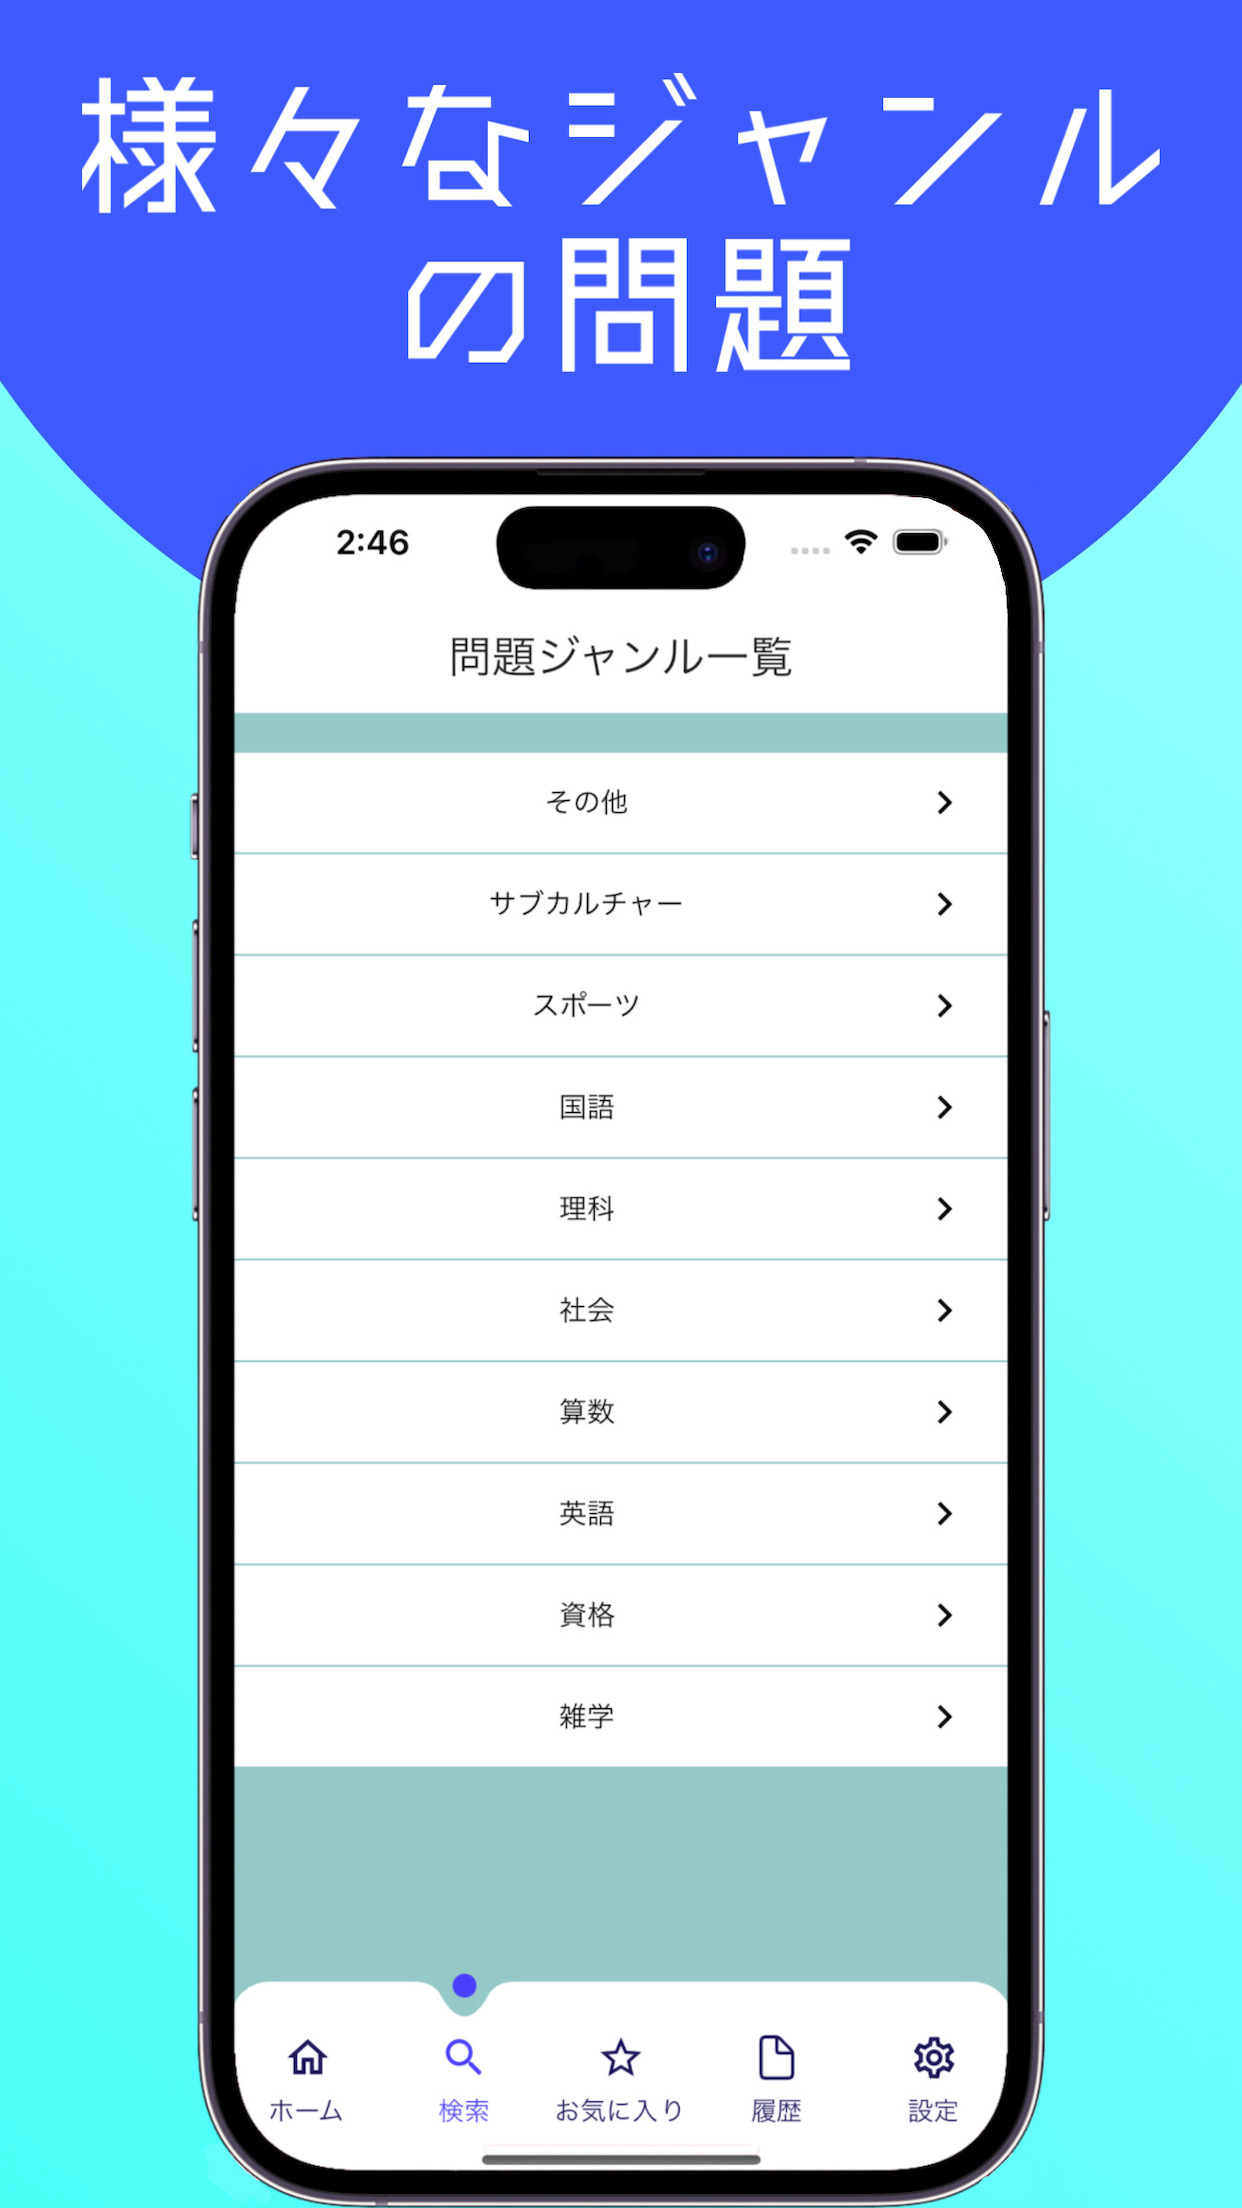 様々なジャンル
の問題
2:46
問題ジャンル一覧
その他
サブカルチャー
スポーツ
国語
理科
社会
算数
英語
資格
雑学
ホーム
検索
お気に入り
履歴
設定